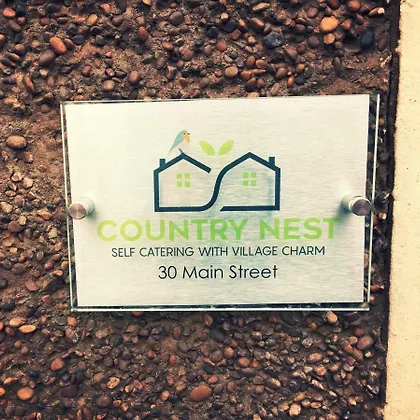 COUNTRY NEST
SELF CATERING WITH VILLAGE CHARM
30 Main Street